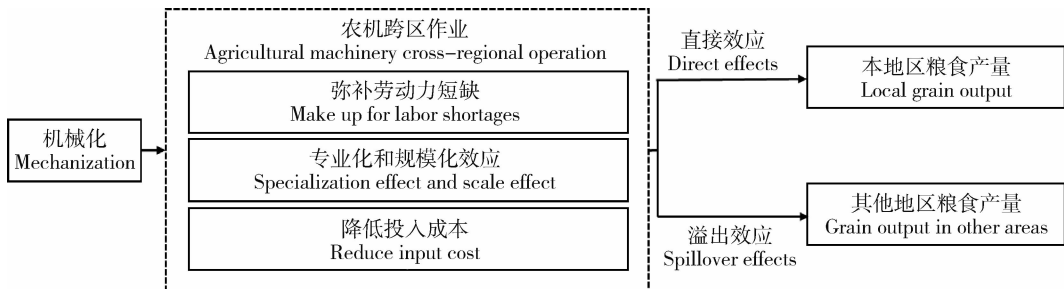 机械化
Mechanization
农机跨区作业
Agricultural machinery cross-regional operation
弥补劳动力短缺
Make up for labor shortages
专业化和规模化效应
Specialization effect and scale effect
降低投入成本
Reduce input cost
直接效应
Direct effects
本地区粮食产量
Local grain output
溢出效应
Spillover effects
其他地区粮食产量
Grain output in other areas